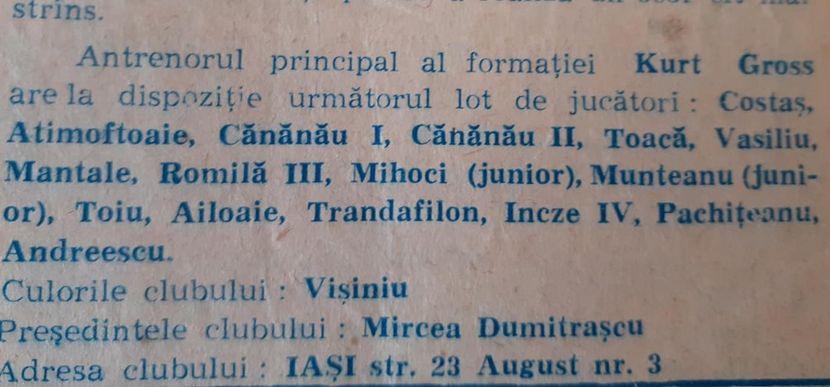 strîns.
Antrenorul principal al formației Kurt Gross
are la dispoziție următorul lot de jucători : Costaș,
Atimoftoaie, Cănănău I, Cănănău II, Toacă, Vasiliu,
Mantale, Romilă III, Mihoci (junior), Munteanu (juni-
or), Toiu, Ailoaie, Trandafilon, Incze IV, Pachițeanu,
Andreescu.
Culorile clubului : Vișiniu
Președintele clubului : Mircea Dumitrașcu
Adresa clubului : IAȘI str. 23 August nr. 3